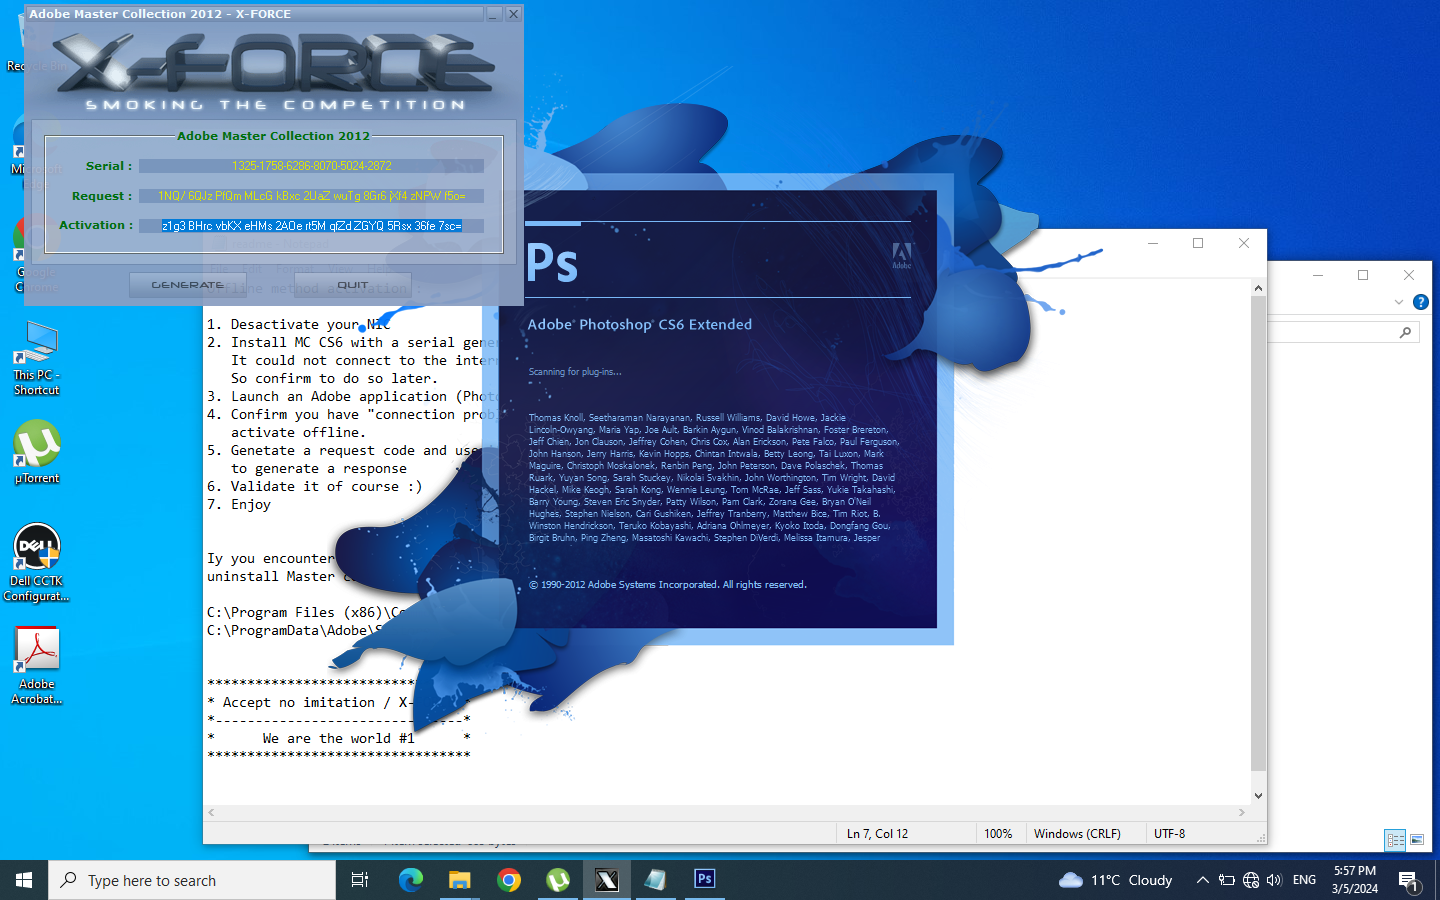 Adobe Master Collection 2012 - X-FORCE
X-FORCE
SMOKING THE COMPETITION
Adobe Master Collection 2012
Serial : 1325-1758-6286-8070-5024-2872
Request : 1NQ/ 6QJz PfQm MLcG kBxc 2UaZ wuTg 8Gr6 jXf4 zNPW f5o=
Activation : z1g3 BHrc vbKX eHMs 2AOe rt5M qfZd ZGYQ 5Rsx 36fe 7sc=
GENERATE QUIT
Recycle Bin
Google
This PC -
Shortcut
µTorrent
DELL
Dell CCTK
Configurat...
Adobe
Acrobat...
File Edit
1. Desactivate your NIC
2. Install MC CS6 with a serial
It could not connect to the
So confirm to do so later.
3. Launch an Adobe application
4. Confirm you have "connection
activate offline.
5. Genetate a request code and
to generate a response
6. Validate it of course :)
7. Enjoy
Iy you encounter
uninstall Master
C:\Program Files (x86)\
C:\ProgramData\Adobe\
*********************************
* Accept no imitation / X-
*-------------------------------*
* We are the world #1 *
*********************************
Ps
Adobe
Adobe® Photoshop® CS6 Extended
Scanning for plug-ins...
Thomas Knoll, Seetharaman Narayanan, Russell Williams, David Howe, Jackie
Lincoln-Owyang, Maria Yap, Joe Ault, Barkin Aygun, Vinod Balakrishnan, Foster Brereton,
Jeff Chien, Jon Clauson, Jeffrey Cohen, Chris Cox, Alan Erickson, Pete Falco, Paul Ferguson,
John Hanson, Jerry Harris, Kevin Hopps, Chintan Intwala, Betty Leong, Tai Luxon, Mark
Maguire, Christoph Moskalonek, Renbin Peng, John Peterson, Dave Polaschek, Thomas
Ruark, Yuyan Song, Sarah Stuckey, Nikolai Svakhin, John Worthington, Tim Wright, David
Hackel, Mike Keogh, Sarah Kong, Wennie Leung, Tom McRae, Jeff Sass, Yukie Takahashi,
Barry Young, Steven Eric Snyder, Patty Wilson, Pam Clark, Zorana Gee, Bryan O'Neil
Hughes, Stephen Nielson, Cari Gushiken, Jeffrey Tranberry, Matthew Bice, Tim Riot, B.
Winston Hendrickson, Teruko Kobayashi, Adriana Ohlmeyer, Kyoko Itoda, Dongfang Gou,
Birgit Bruhn, Ping Zheng, Masatoshi Kawachi, Stephen DiVerdi, Melissa Itamura, Jesper
© 1990-2012 Adobe Systems Incorporated. All rights reserved.
Ln 7, Col 12 100% Windows (CRLF) UTF-8
Type here to search
Ps
11°C Cloudy
ENG
5:57 PM
3/5/2024
1